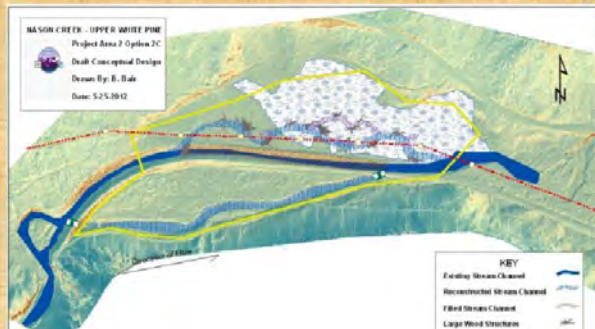 NASON CREEK - UPPER WHITE PINE
Project Area 2 Option 2C
Draft Conceptual Design
Drawn By: B. Bair
Date: 5-25-2012
N
Direction of Flow
KEY
Existing Stream Channel
Reconstructed Stream Channel
Filled Stream Channel
Large Wood Structures